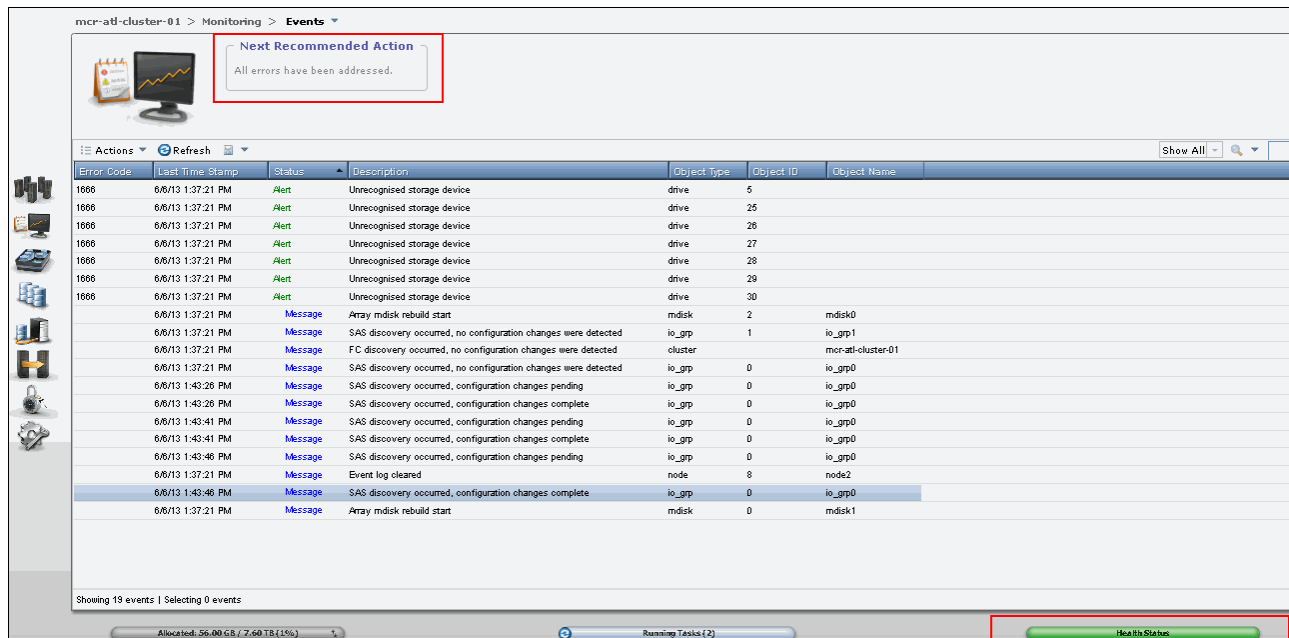 mcr-atl-cluster-01 > Monitoring > Events
Next Recommended Action
All errors have been addressed.
Actions Refresh Show All
Error Code Last Time Stamp Status Description Object Type Object ID Object Name
1666 6/6/13 1:37:21 PM Alert Unrecognised storage device drive 5
1666 6/6/13 1:37:21 PM Alert Unrecognised storage device drive 25
1666 6/6/13 1:37:21 PM Alert Unrecognised storage device drive 26
1666 6/6/13 1:37:21 PM Alert Unrecognised storage device drive 27
1666 6/6/13 1:37:21 PM Alert Unrecognised storage device drive 28
1666 6/6/13 1:37:21 PM Alert Unrecognised storage device drive 29
1666 6/6/13 1:37:21 PM Alert Unrecognised storage device drive 30
6/6/13 1:37:21 PM Message Array mdisk rebuild start mdisk 2 mdisk0
6/6/13 1:37:21 PM Message SAS discovery occurred, no configuration changes were detected io_grp 1 io_grp1
6/6/13 1:37:21 PM Message FC discovery occurred, no configuration changes were detected cluster mcr-atl-cluster-01
6/6/13 1:37:21 PM Message SAS discovery occurred, no configuration changes were detected io_grp 0 io_grp0
6/6/13 1:43:26 PM Message SAS discovery occurred, configuration changes pending io_grp 0 io_grp0
6/6/13 1:43:26 PM Message SAS discovery occurred, configuration changes complete io_grp 0 io_grp0
6/6/13 1:43:41 PM Message SAS discovery occurred, configuration changes pending io_grp 0 io_grp0
6/6/13 1:43:41 PM Message SAS discovery occurred, configuration changes complete io_grp 0 io_grp0
6/6/13 1:43:46 PM Message SAS discovery occurred, configuration changes pending io_grp 0 io_grp0
6/6/13 1:37:21 PM Message Event log cleared node 8 node2
6/6/13 1:43:46 PM Message SAS discovery occurred, configuration changes complete io_grp 0 io_grp0
6/6/13 1:37:21 PM Message Array mdisk rebuild start mdisk 0 mdisk1
Showing 19 events | Selecting 0 events
Allocated: 56.00 GB / 7.60 TB (1%) Running Tasks (2) Health Status